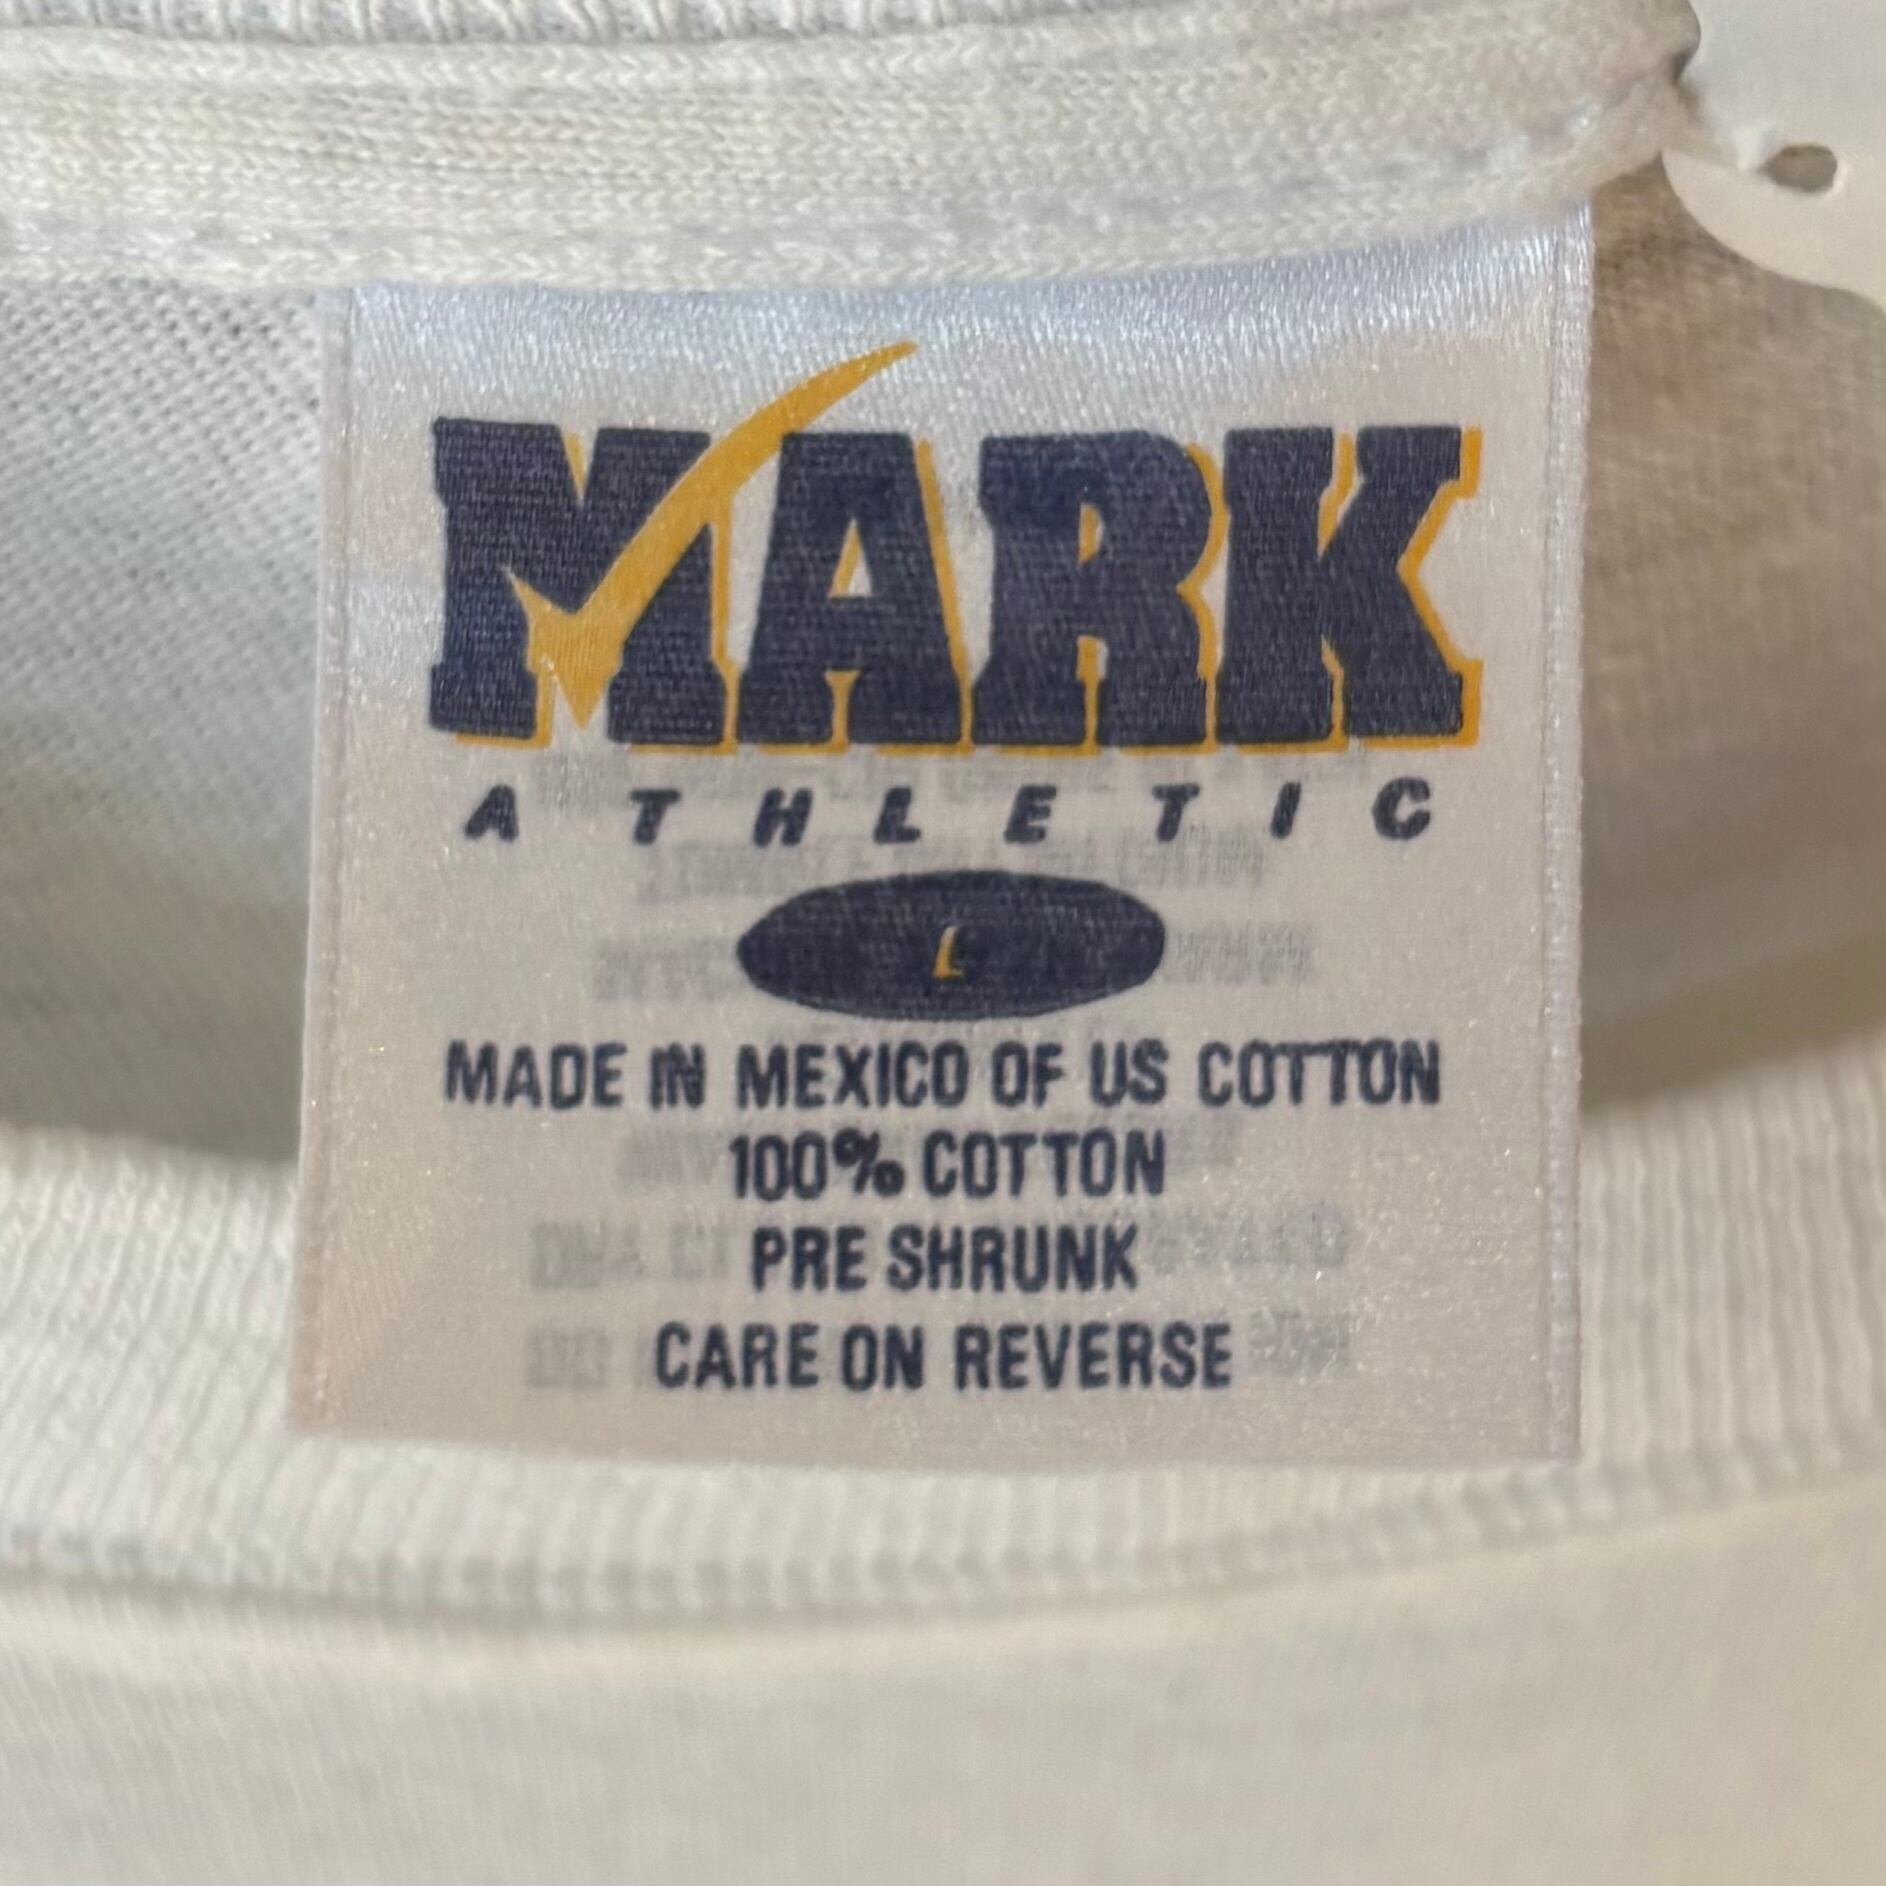 MARK
ATHLETIC
L
MADE IN MEXICO OF US COTTON
100% COTTON
PRE SHRUNK
CARE ON REVERSE